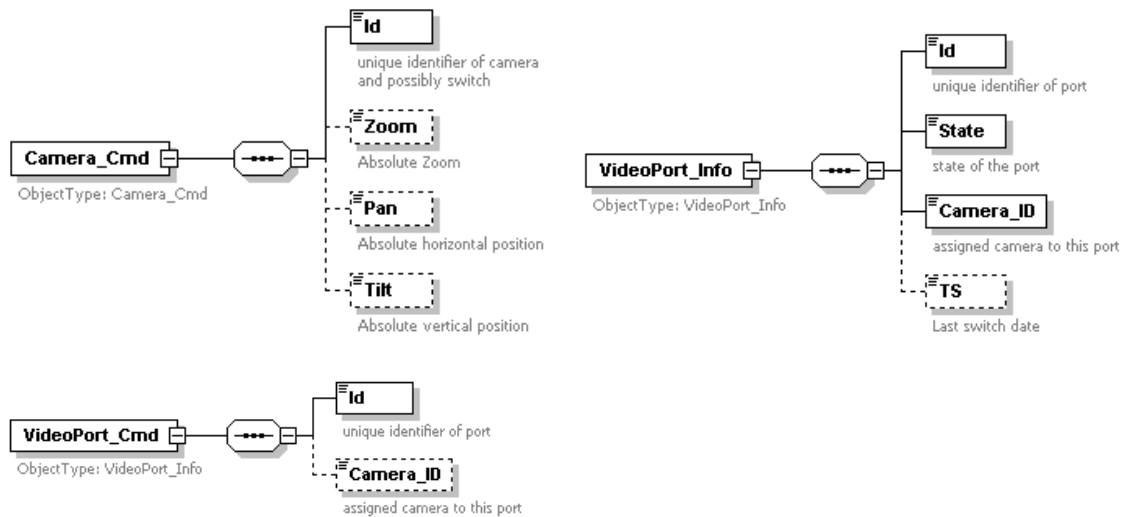 Camera_Cmd
ObjectType: Camera_Cmd
Id
unique identifier of camera
and possibly switch
Zoom
Absolute Zoom
Pan
Absolute horizontal position
Tilt
Absolute vertical position
VideoPort_Info
ObjectType: VideoPort_Info
Id
unique identifier of port
State
state of the port
Camera_ID
assigned camera to this port
TS
Last switch date
VideoPort_Cmd
ObjectType: VideoPort_Info
Id
unique identifier of port
Camera_ID
assigned camera to this port